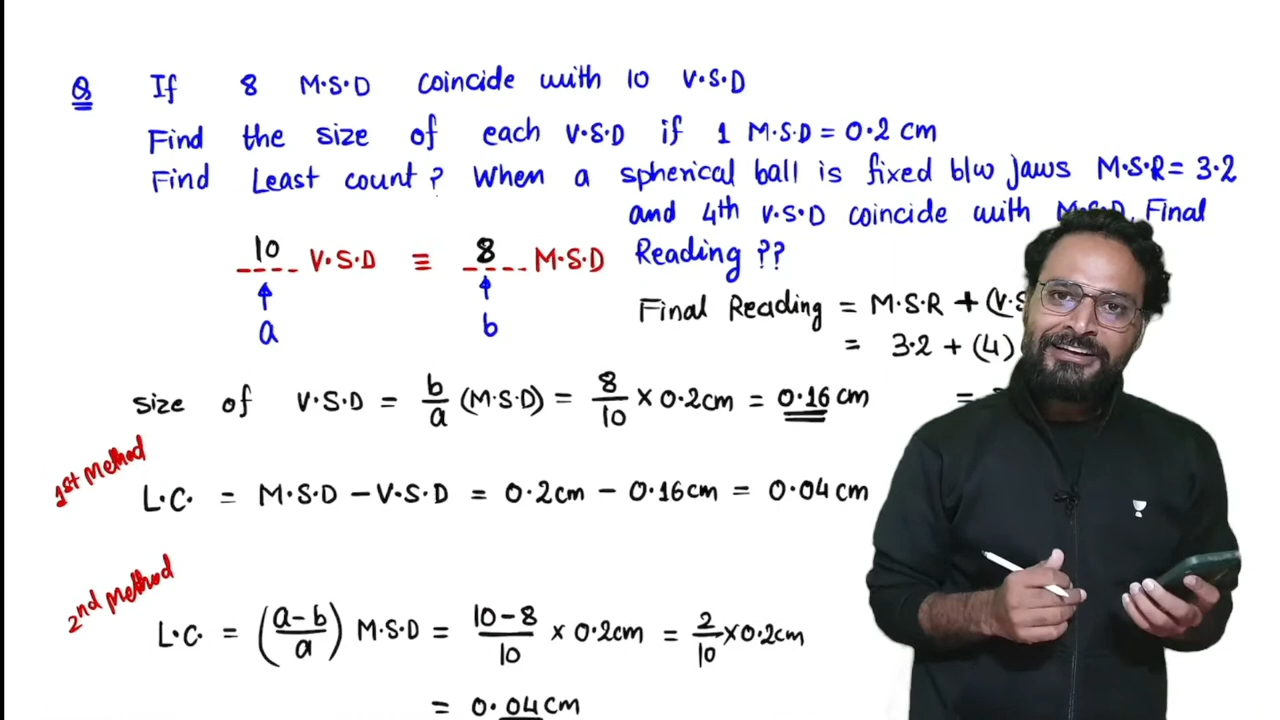 Q If 8 M.S.D coincide with 10 V.S.D
Find the size of each V.S.D if 1 M.S.D = 0.2 cm
Find Least count? When a spherical ball is fixed b/w Jaws M.S.R = 3.2
and 4th V.S.D coincide with M.S.D. Final
Reading ??
10 V.S.D ≡ 8 M.S.D
a b
Final Reading = M.S.R + (V.S
= 3.2 + (4)
size of V.S.D = b/a (M.S.D) = 8/10 × 0.2cm = 0.16 cm =
1st Method
L.C. = M.S.D - V.S.D = 0.2cm - 0.16cm = 0.04 cm
2nd Method
L.C. = (a-b/a) M.S.D = 10-8/10 × 0.2cm = 2/10 × 0.2cm
= 0.04cm